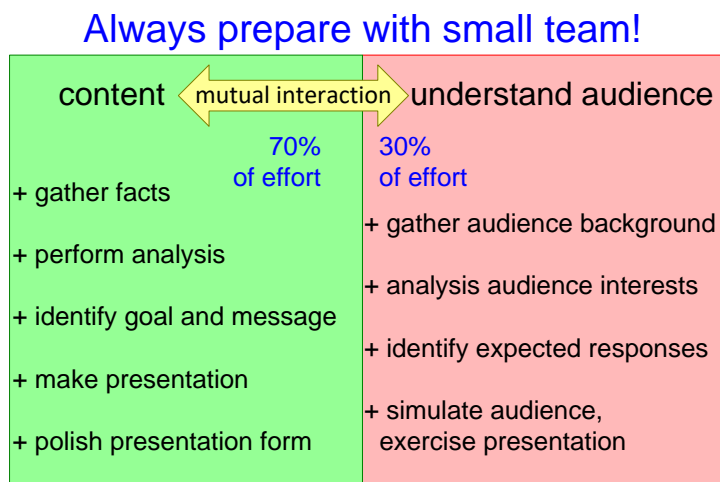 Always prepare with small team!
content
mutual interaction
understand audience
70%
of effort
+ gather facts
+ perform analysis
+ identify goal and message
+ make presentation
+ polish presentation form
30%
of effort
+ gather audience background
+ analysis audience interests
+ identify expected responses
+ simulate audience,
exercise presentation